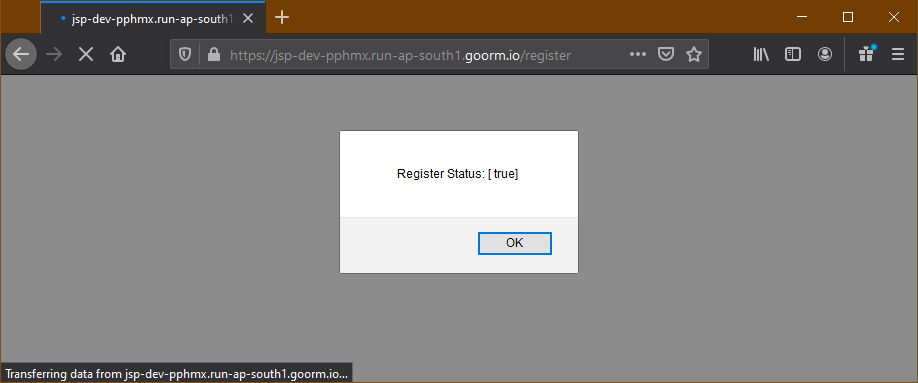 jsp-dev-pphmx.run-ap-south1.
https://jsp-dev-pphmx.run-ap-south1.goorm.io/register
Register Status: [ true]
OK
Transferring data from jsp-dev-pphmx.run-ap-south1.goorm.io...